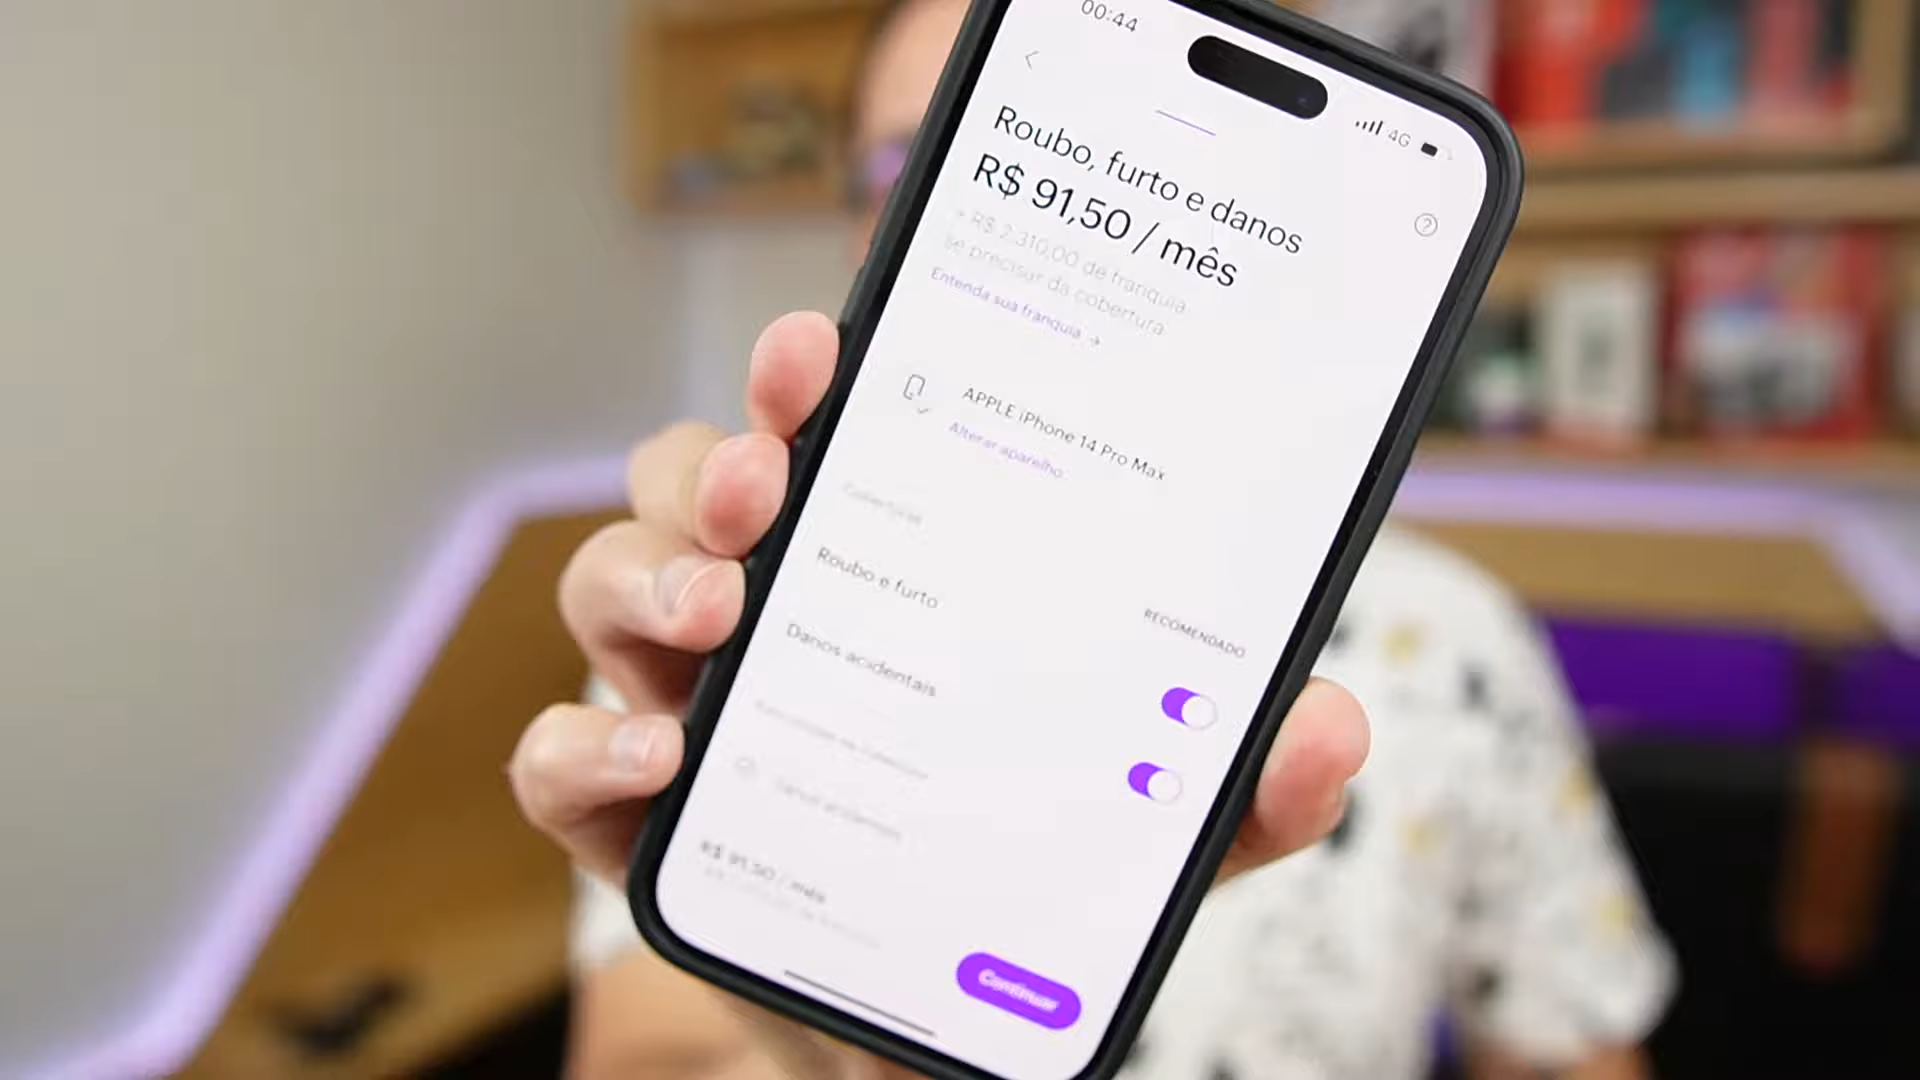 00:44
4G
Roubo, furto e danos
R$ 91,50 / mês
+ R$ 2.310,00 de franquia
se precisar da cobertura
Entenda sua franquia →
APPLE iPhone 14 Pro Max
Alterar aparelho
Coberturas
RECOMENDADO
Roubo e furto
Danos acidentais
R$ 91,50 / mês
Continuar